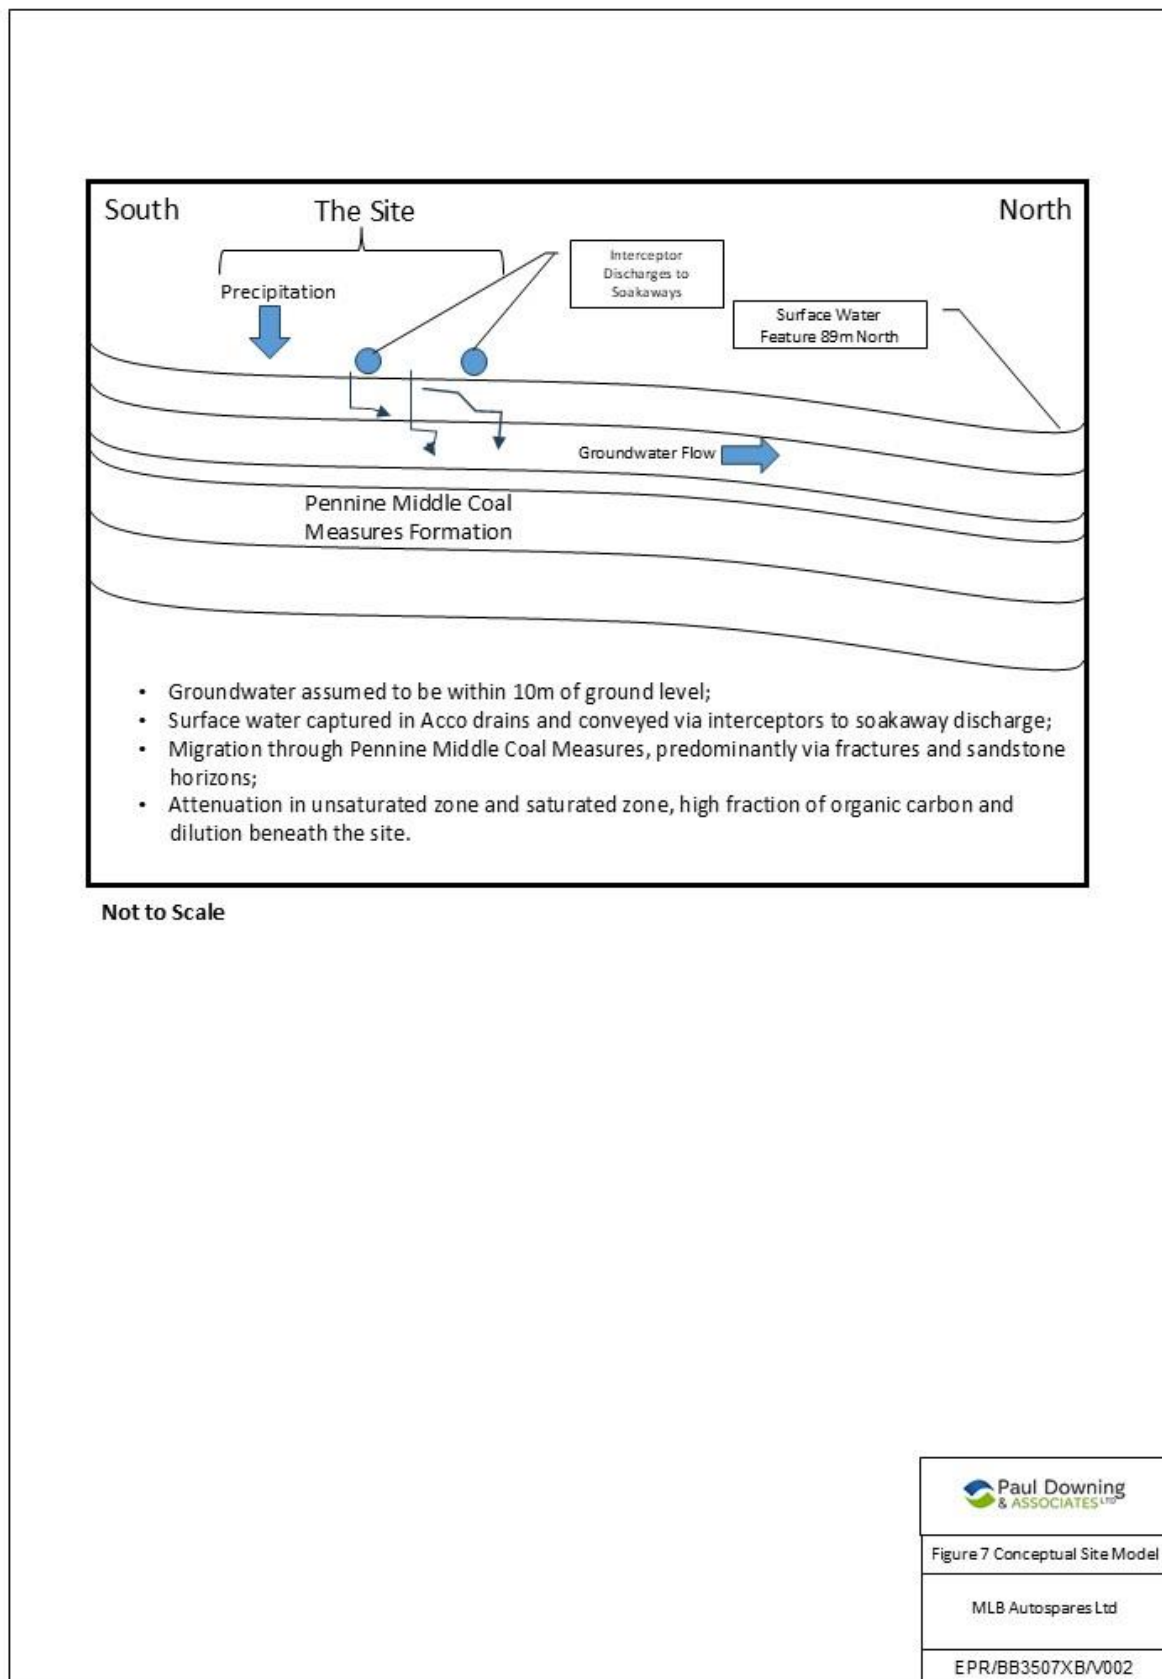 South
The Site
North
Precipitation
Interceptor
Discharges to
Soakaways
Surface Water
Feature 89m North
Groundwater Flow
Pennine Middle Coal
Measures Formation
• Groundwater assumed to be within 10m of ground level;
• Surface water captured in Acco drains and conveyed via interceptors to soakaway discharge;
• Migration through Pennine Middle Coal Measures, predominantly via fractures and sandstone
horizons;
• Attenuation in unsaturated zone and saturated zone, high fraction of organic carbon and
dilution beneath the site.
Not to Scale
Paul Downing
& ASSOCIATES LTD
Figure 7 Conceptual Site Model
MLB Autospares Ltd
EPR/BB3507XB/V002